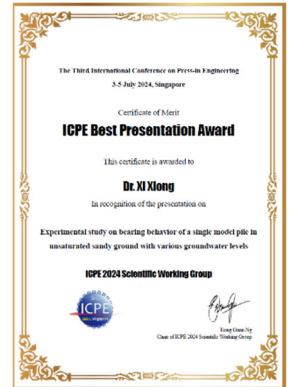 The Third International Conference on Press-in Engineering
3-5 July 2024, Singapore
Certificate of Merit
ICPE Best Presentation Award
This certificate is awarded to
Dr. XI Xiong
In recognition of the presentation on
Experimental study on bearing behavior of a single model pile in
unsaturated sandy ground with various groundwater levels
ICPE 2024 Scientific Working Group
ICPE
Chair of ICPE 2024 Scientific Working Group